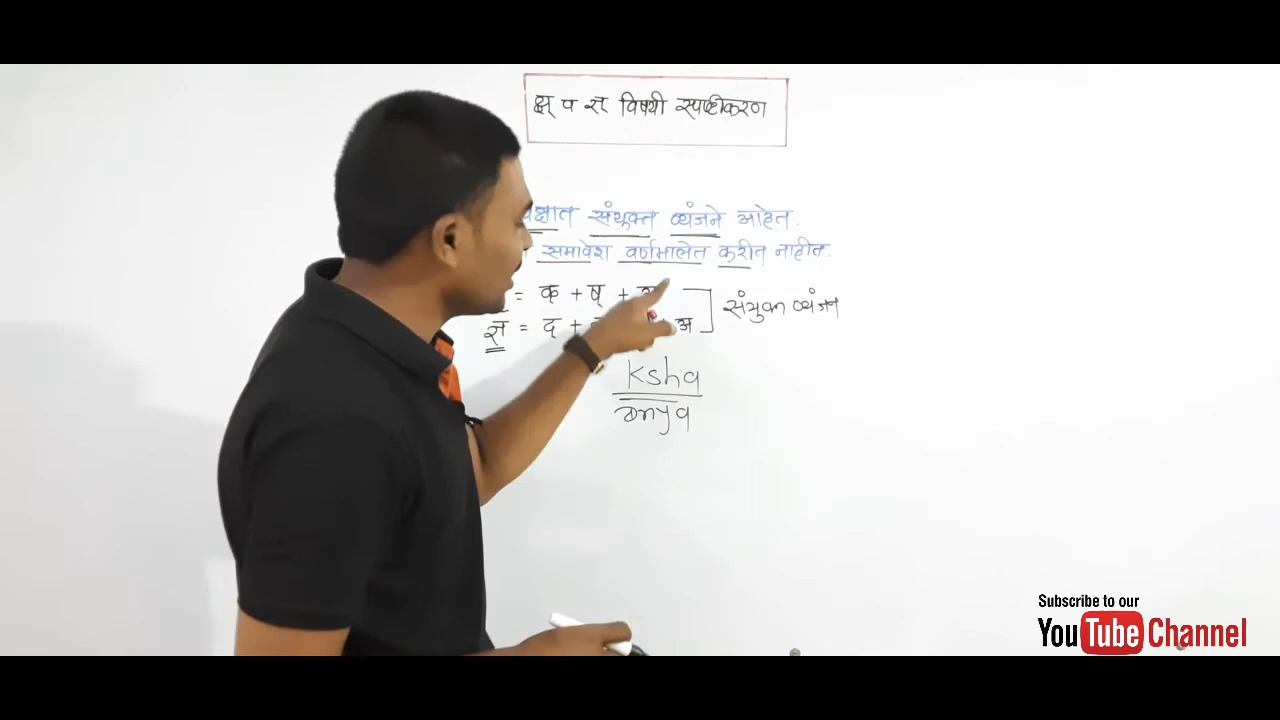 क्ष् व ज्ञ विषयी स्पष्टीकरण
संयुक्त व्यंजने आहेत.
समावेश वर्णमालेत करीत नाहीत.
= क् + ष् +
ज्ञ = द् + + अ
संयुक्त व्यंजन
ksha
dnya
Subscribe to our
YouTube Channel